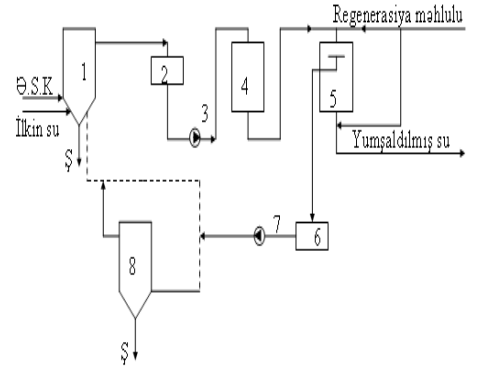 Regenerasiya məhlulu
1
2
3
4
5
Ə.S.K
İlkin su
Ş
Yumşaldılmış su
7
6
8
Ş